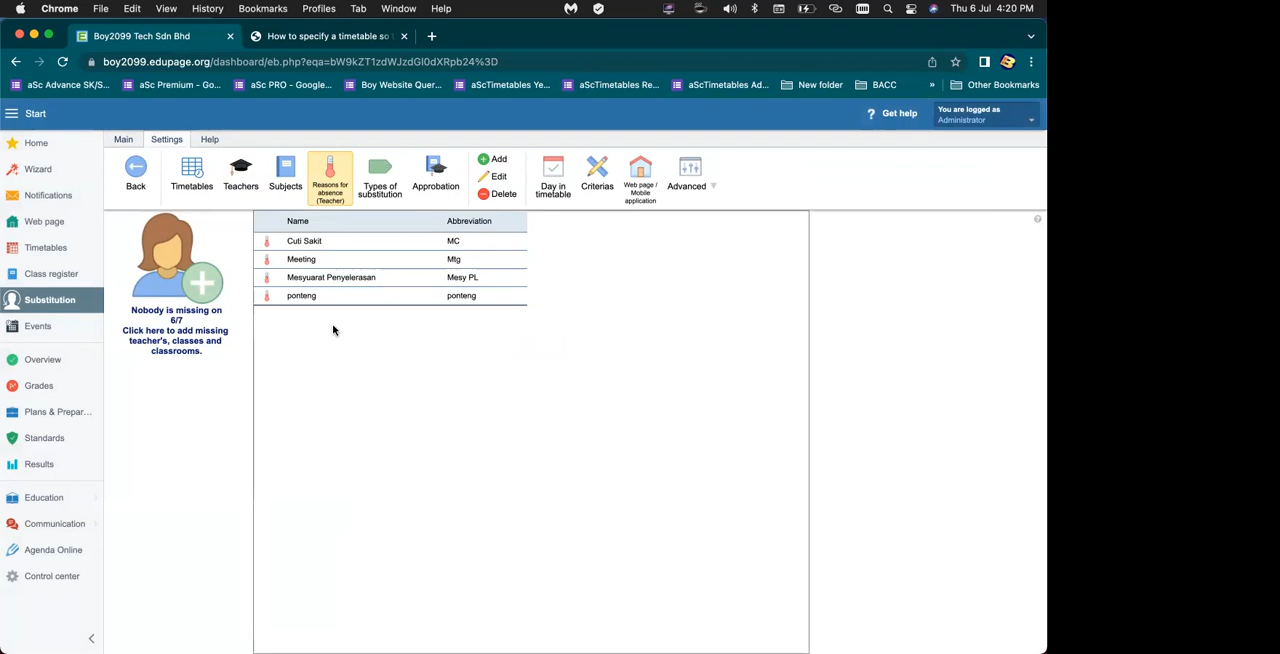 Chrome File Edit View History Bookmarks Profiles Tab Window Help Thu 6 Jul 4:20 PM
Boy2099 Tech Sdn Bhd How to specify a timetable so
boy2099.edupage.org/dashboard/eb.php?eqa=bW9kZT1zdWJzdGl0dXRpb24%3D
aSc Advance SK/S... aSc Premium - Go... aSc PRO - Google... Boy Website Quer... aScTimetables Ye... aScTimetables Re... aScTimetables Ad... New folder BACC » Other Bookmarks
Start ? Get help You are logged as
Administrator
Main Settings Help
Back Timetables Teachers Subjects Reasons for absence (Teacher) Types of substitution Approbation Add Edit Delete Day in timetable Criterias Web page / Mobile application Advanced
Home
Wizard
Notifications
Web page
Timetables
Class register
Substitution
Events
Overview
Grades
Plans & Prepar...
Standards
Results
Education
Communication
Agenda Online
Control center
Nobody is missing on
6/7
Click here to add missing
teacher's, classes and
classrooms.
Name Abbreviation
Cuti Sakit MC
Meeting Mtg
Mesyuarat Penyelerasan Mesy PL
ponteng ponteng